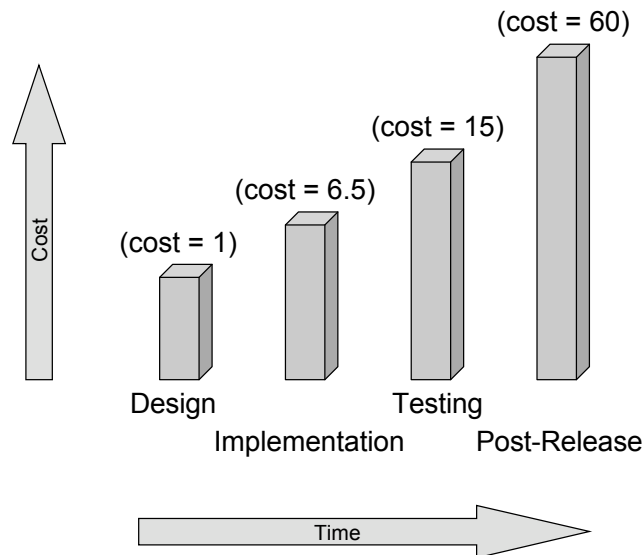 (cost = 60)
(cost = 15)
(cost = 6.5)
(cost = 1)
Cost
Design
Testing
Implementation
Post-Release
Time